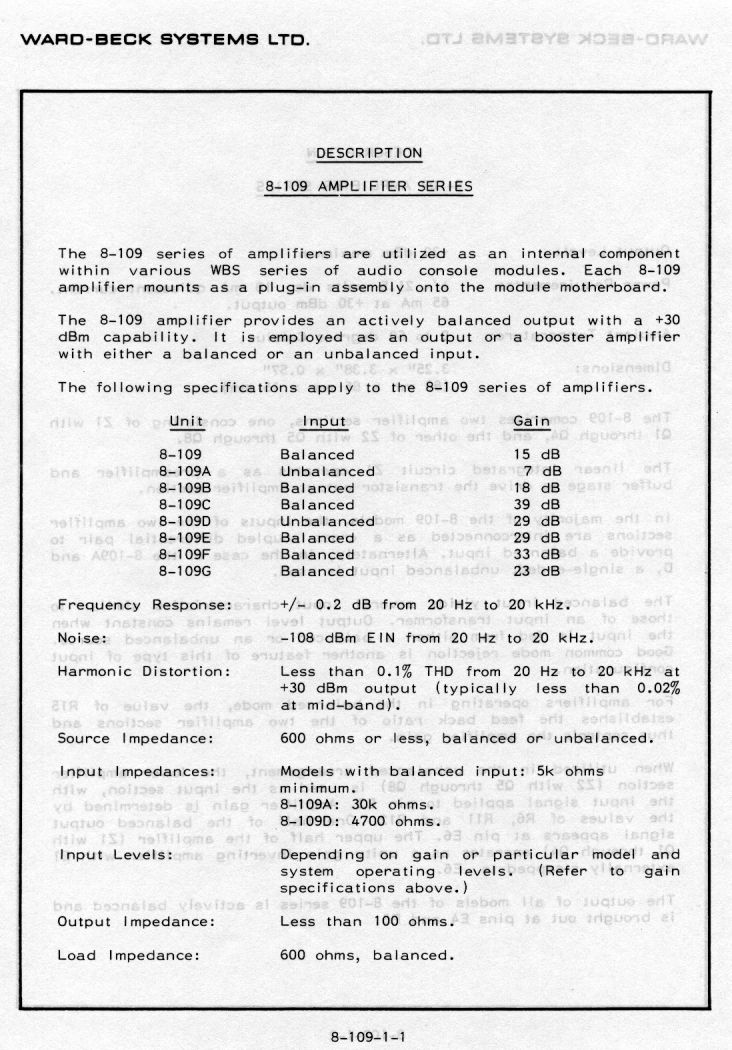 WARD-BECK SYSTEMS LTD.
DESCRIPTION
8-109 AMPLIFIER SERIES
The 8-109 series of amplifiers are utilized as an internal component
within various WBS series of audio console modules. Each 8-109
amplifier mounts as a plug-in assembly onto the module motherboard.
The 8-109 amplifier provides an actively balanced output with a +30
dBm capability. It is employed as an output or a booster amplifier
with either a balanced or an unbalanced input.
The following specifications apply to the 8-109 series of amplifiers.
Unit Input Gain
8-109 Balanced 15 dB
8-109A Unbalanced 7 dB
8-109B Balanced 18 dB
8-109C Balanced 39 dB
8-109D Unbalanced 29 dB
8-109E Balanced 29 dB
8-109F Balanced 33 dB
8-109G Balanced 23 dB
Frequency Response: +/- 0.2 dB from 20 Hz to 20 kHz.
Noise: -108 dBm EIN from 20 Hz to 20 kHz.
Harmonic Distortion: Less than 0.1% THD from 20 Hz to 20 kHz at
+30 dBm output (typically less than 0.02%
at mid-band).
Source Impedance: 600 ohms or less, balanced or unbalanced.
Input Impedances: Models with balanced input: 5k ohms
minimum.
8-109A: 30k ohms.
8-109D: 4700 ohms.
Input Levels: Depending on gain or particular model and
system operating levels. (Refer to gain
specifications above.)
Output Impedance: Less than 100 ohms.
Load Impedance: 600 ohms, balanced.
8-109-1-1